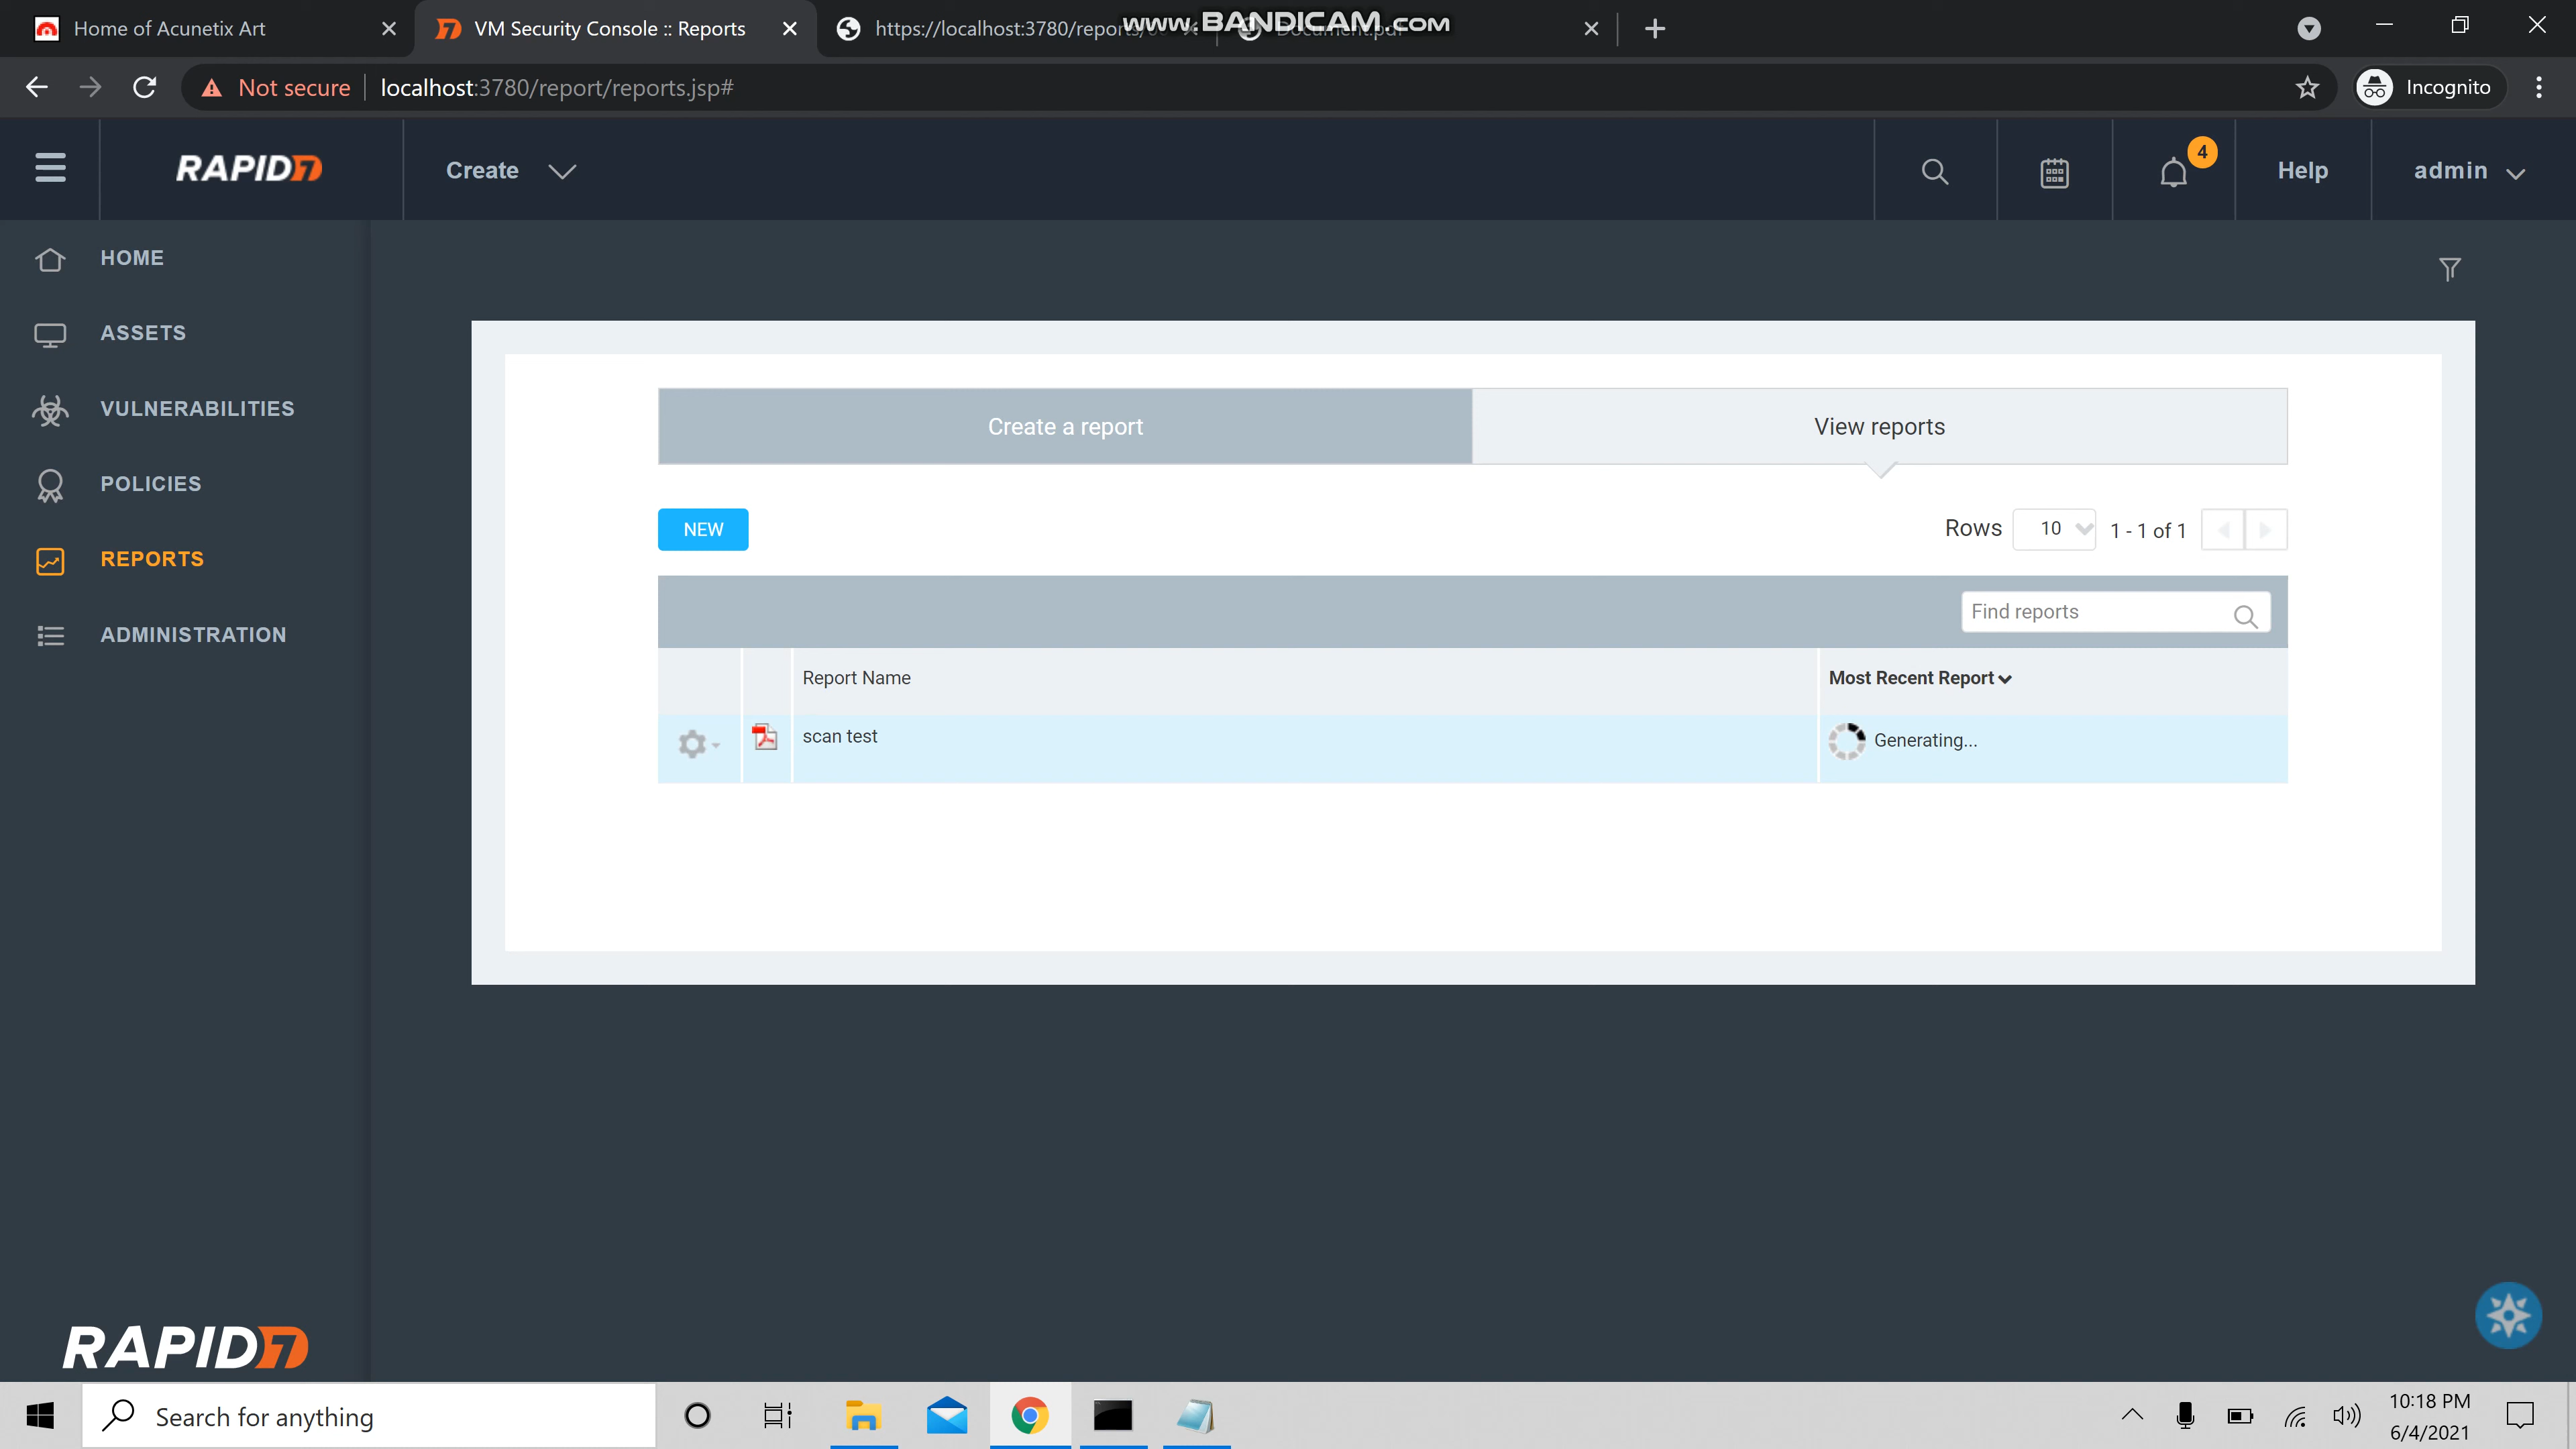 Home of Acunetix Art
VM Security Console :: Reports
https://localhost:3780/reports/
www.BANDICAM.com
Document.pdf
Not secure
localhost:3780/report/reports.jsp#
Incognito
RAPID7
Create
4
Help
admin
HOME
ASSETS
VULNERABILITIES
POLICIES
REPORTS
ADMINISTRATION
Create a report
View reports
NEW
Rows
10
1 - 1 of 1
Find reports
Report Name
Most Recent Report
scan test
Generating...
RAPID7
Search for anything
10:18 PM
6/4/2021